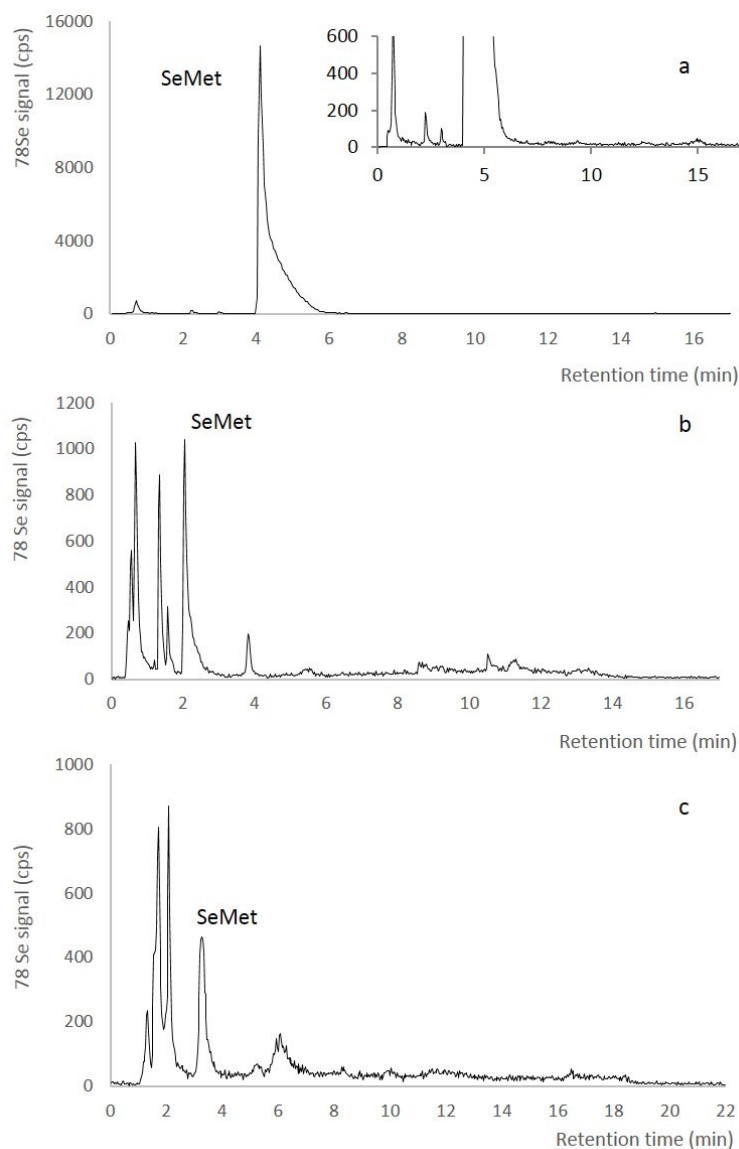 16000
12000
8000
4000
0
78Se signal (cps)
SeMet
0 2 4 6 8 10 12 14 16
Retention time (min)
600
400
200
0
a
0 5 10 15
1200
1000
800
600
400
200
0
78 Se signal (cps)
SeMet
b
0 2 4 6 8 10 12 14 16
Retention time (min)
1000
800
600
400
200
0
78 Se signal (cps)
SeMet
c
0 2 4 6 8 10 12 14 16 18 20 22
Retention time (min)